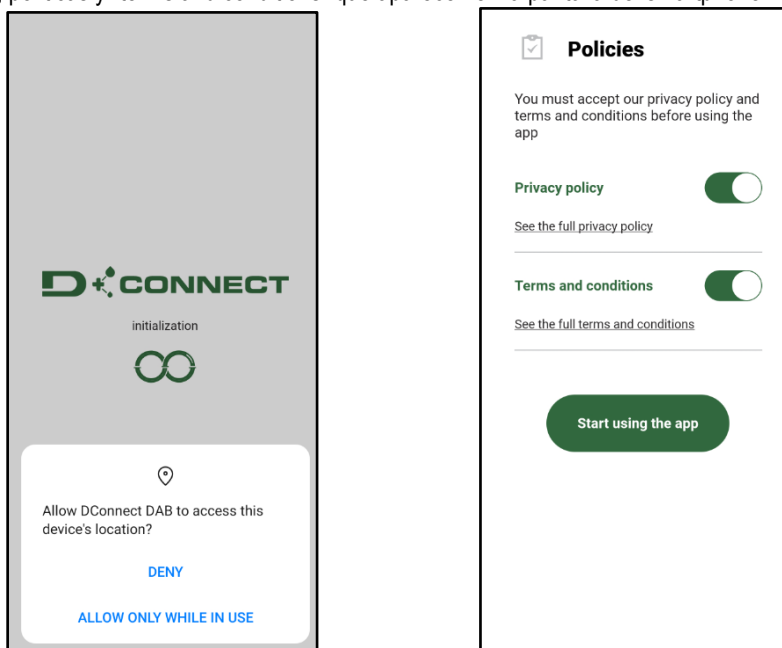 D CONNECT
initialization
Allow DConnect DAB to access this
device's location?
DENY
ALLOW ONLY WHILE IN USE
Policies
You must accept our privacy policy and
terms and conditions before using the
app
Privacy policy
See the full privacy policy
Terms and conditions
See the full terms and conditions
Start using the app